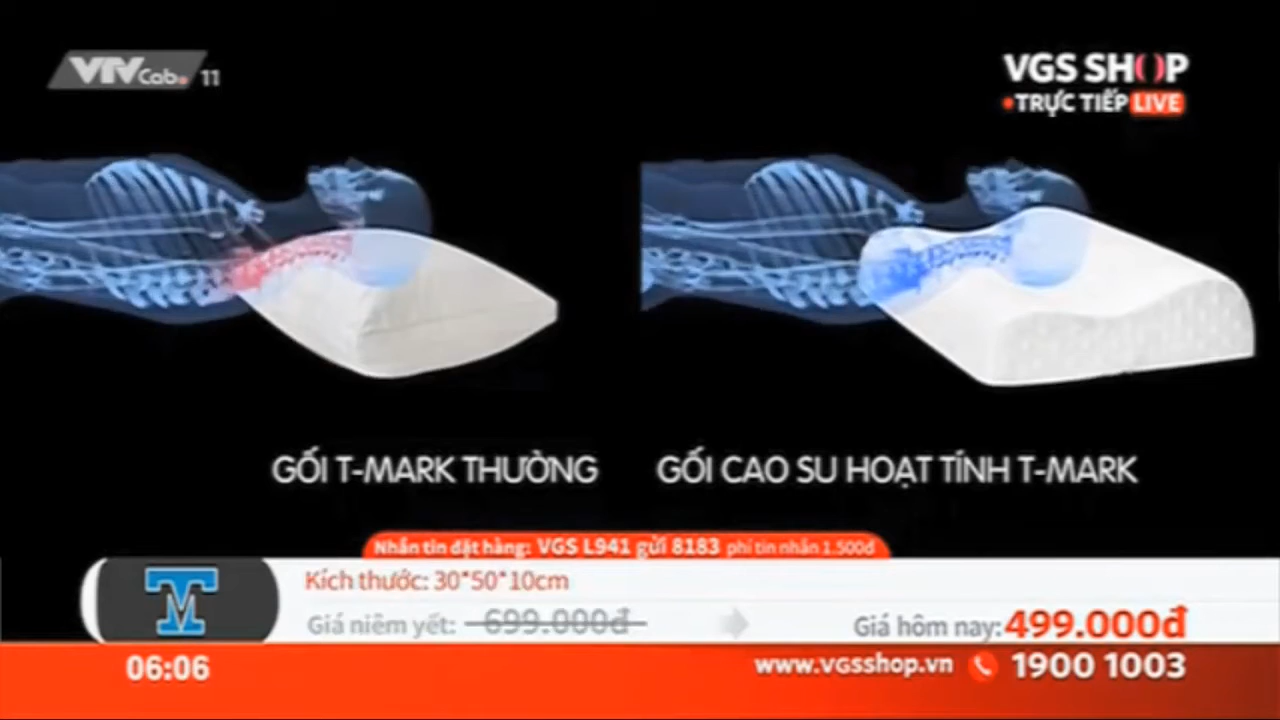 VTVCab. 11
VGS SHOP
TRỰC TIẾP LIVE
GỐI T-MARK THƯỜNG
GỐI CAO SU HOẠT TÍNH T-MARK
Nhắn tin đặt hàng: VGS L941 gửi 8183 phí tin nhắn 1.500đ
TM
Kích thước: 30*50*10cm
Giá niêm yết: 699.000đ
Giá hôm nay: 499.000đ
06:06
www.vgsshop.vn 1900 1003